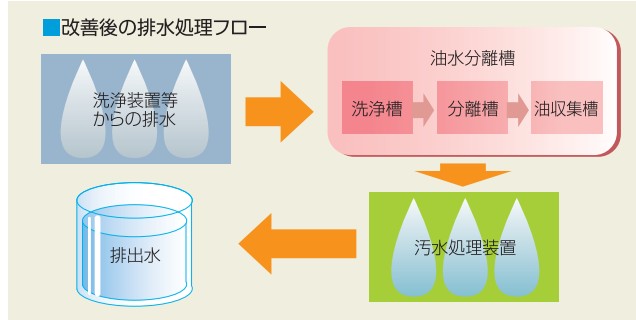 ■改善後の排水処理フロー
洗浄装置等
からの排水
油水分離槽
洗浄槽
分離槽
油収集槽
汚水処理装置
排出水